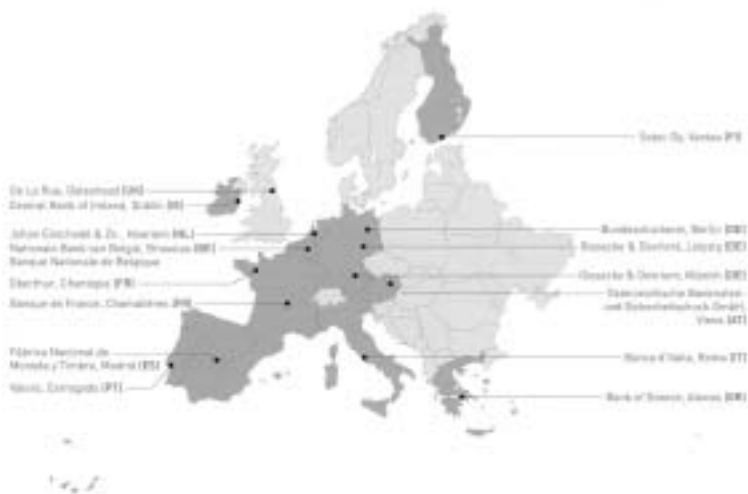 Setec Oy, Vantaa (FI)
De La Rue, Gateshead (UK)
Central Bank of Ireland, Dublin (IE)
Johan Enschedé & Zn., Haarlem (NL)
Nationale Bank van België, Brussels (BE)
Banque Nationale de Belgique
Oberthur, Chantepie (FR)
Banque de France, Chamalières (FR)
Fábrica Nacional de
Moneda y Timbre, Madrid (ES)
Valora, Carregado (PT)
Bundesdruckerei, Berlin (DE)
Giesecke & Devrient, Leipzig (DE)
Giesecke & Devrient, Munich (DE)
Oesterreichische Banknoten-
und Sicherheitsdruck GmbH,
Vienna (AT)
Banca d'Italia, Rome (IT)
Bank of Greece, Athens (GR)